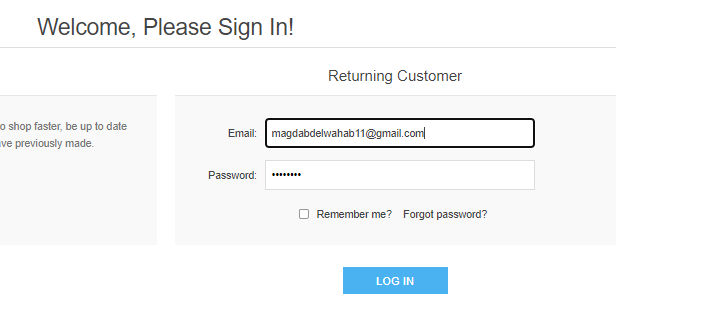 Welcome, Please Sign In!
Returning Customer
o shop faster, be up to date
ve previously made.
Email: magdabdelwahab11@gmail.com
Password: ••••••••
Remember me? Forgot password?
LOG IN